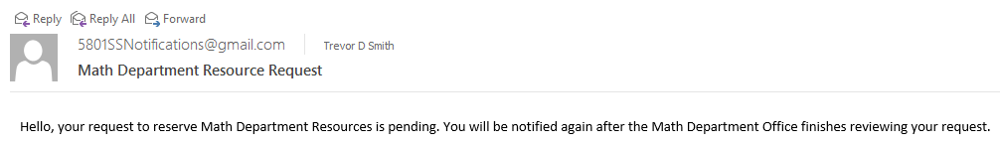 Reply Reply All Forward
5801SSNotifications@gmail.com Trevor D Smith
Math Department Resource Request
Hello, your request to reserve Math Department Resources is pending. You will be notified again after the Math Department Office finishes reviewing your request.